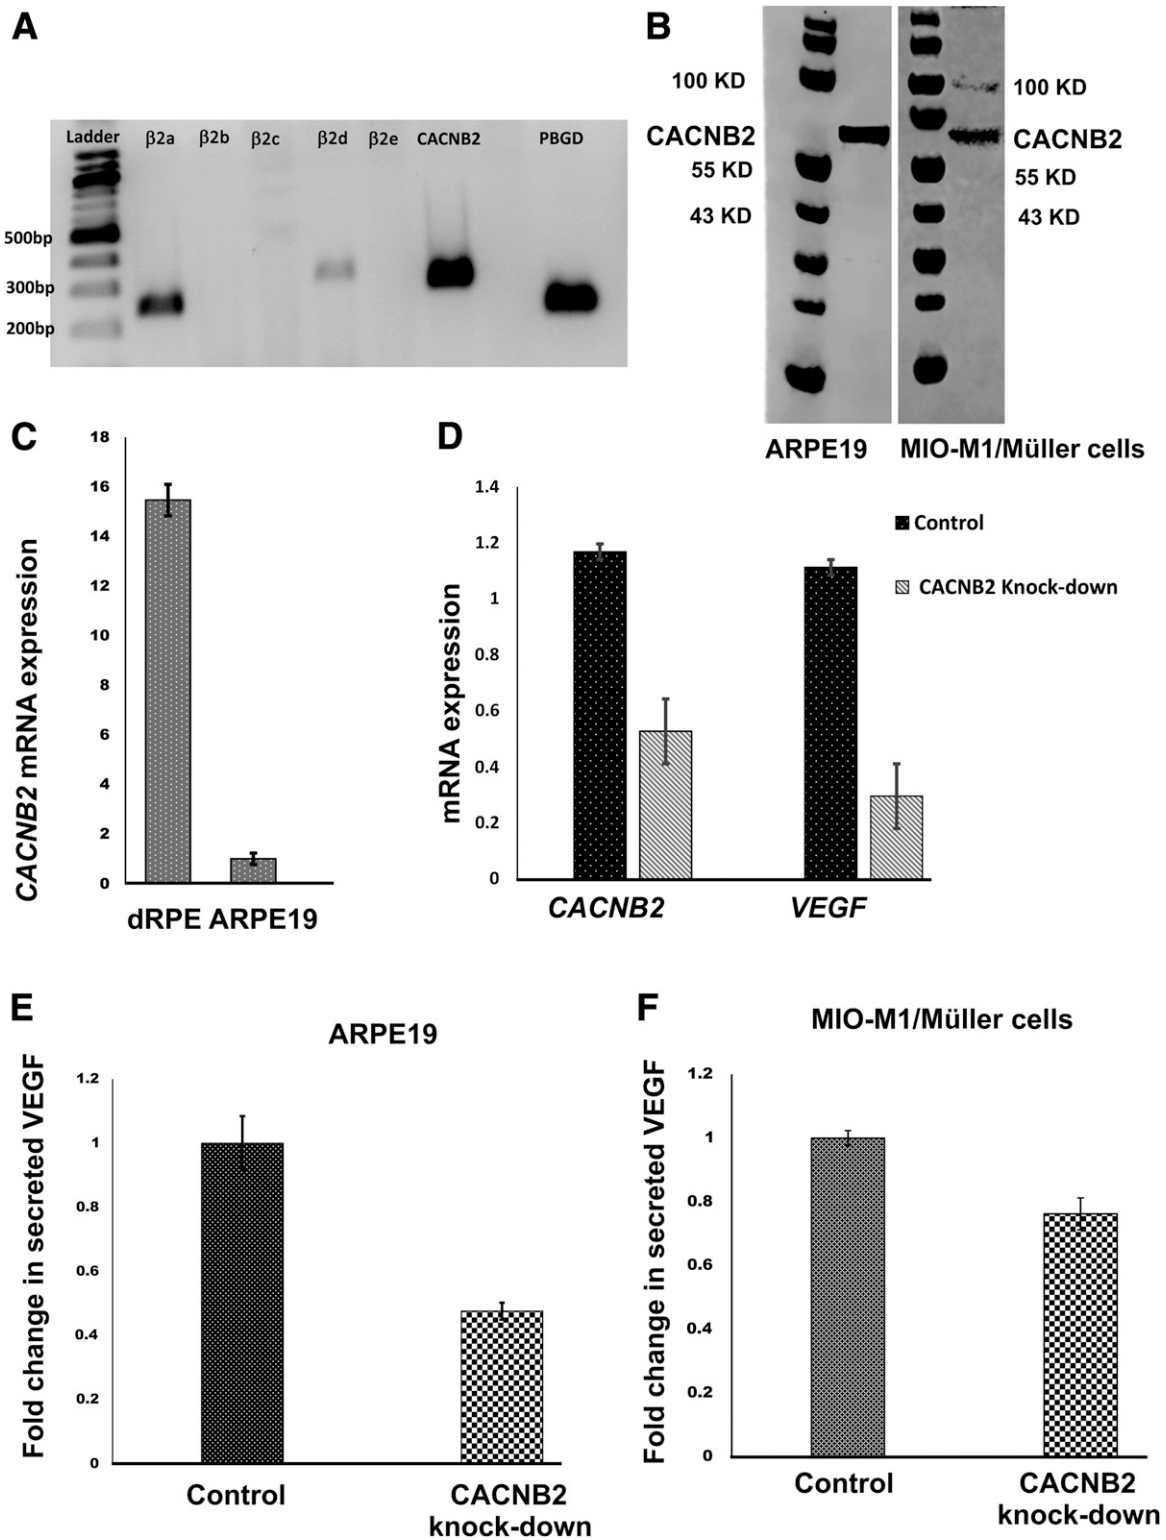 A
Ladder β2a β2b β2c β2d β2e CACNB2 PBGD
500bp
300bp
200bp
B
100 KD
CACNB2
55 KD
43 KD
100 KD
CACNB2
55 KD
43 KD
ARPE19 MIO-M1/Müller cells
C
CACNB2 mRNA expression
18
16
14
12
10
8
6
4
2
0
dRPE ARPE19
D
mRNA expression
1.4
1.2
1
0.8
0.6
0.4
0.2
0
Control
CACNB2 Knock-down
CACNB2 VEGF
E
ARPE19
Fold change in secreted VEGF
1.2
1
0.8
0.6
0.4
0.2
0
Control
CACNB2
knock-down
F
MIO-M1/Müller cells
Fold change in secreted VEGF
1.2
1
0.8
0.6
0.4
0.2
0
Control
CACNB2
knock-down